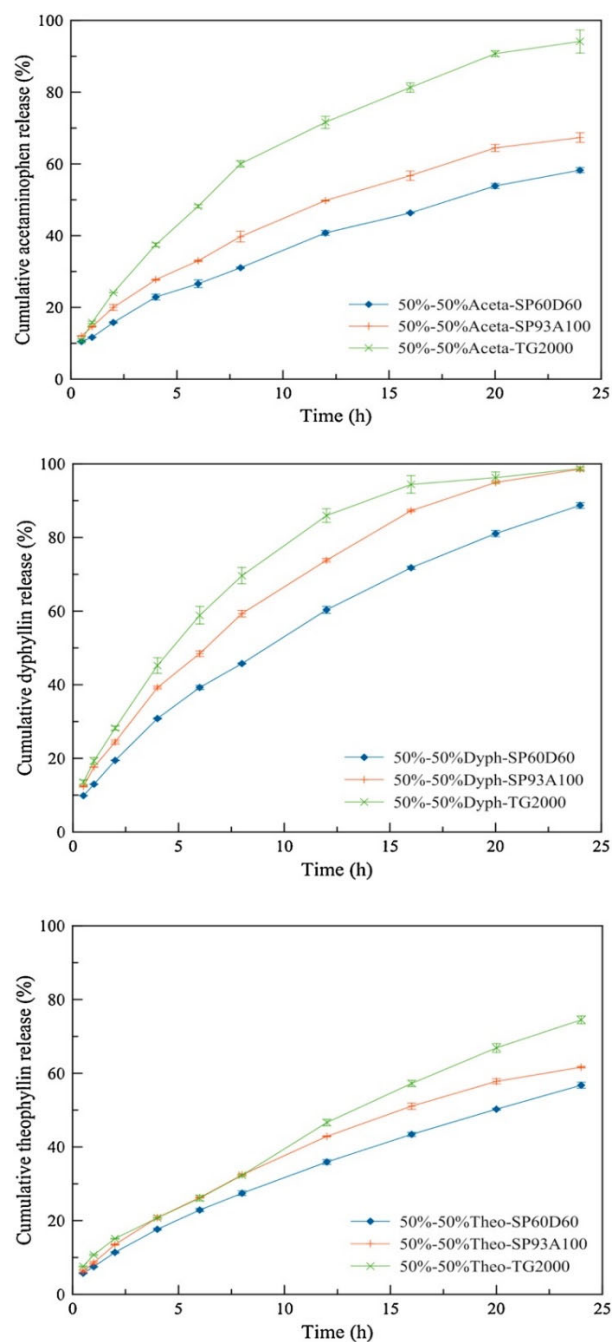 100
80
60
40
20
0
Cumulative acetaminophen release (%)
50%-50%Aceta-SP60D60
50%-50%Aceta-SP93A100
50%-50%Aceta-TG2000
0
5
10
15
20
25
Time (h)
100
80
60
40
20
0
Cumulative dyphyllin release (%)
50%-50%Dyph-SP60D60
50%-50%Dyph-SP93A100
50%-50%Dyph-TG2000
0
5
10
15
20
25
Time (h)
100
80
60
40
20
0
Cumulative theophyllin release (%)
50%-50%Theo-SP60D60
50%-50%Theo-SP93A100
50%-50%Theo-TG2000
0
5
10
15
20
25
Time (h)